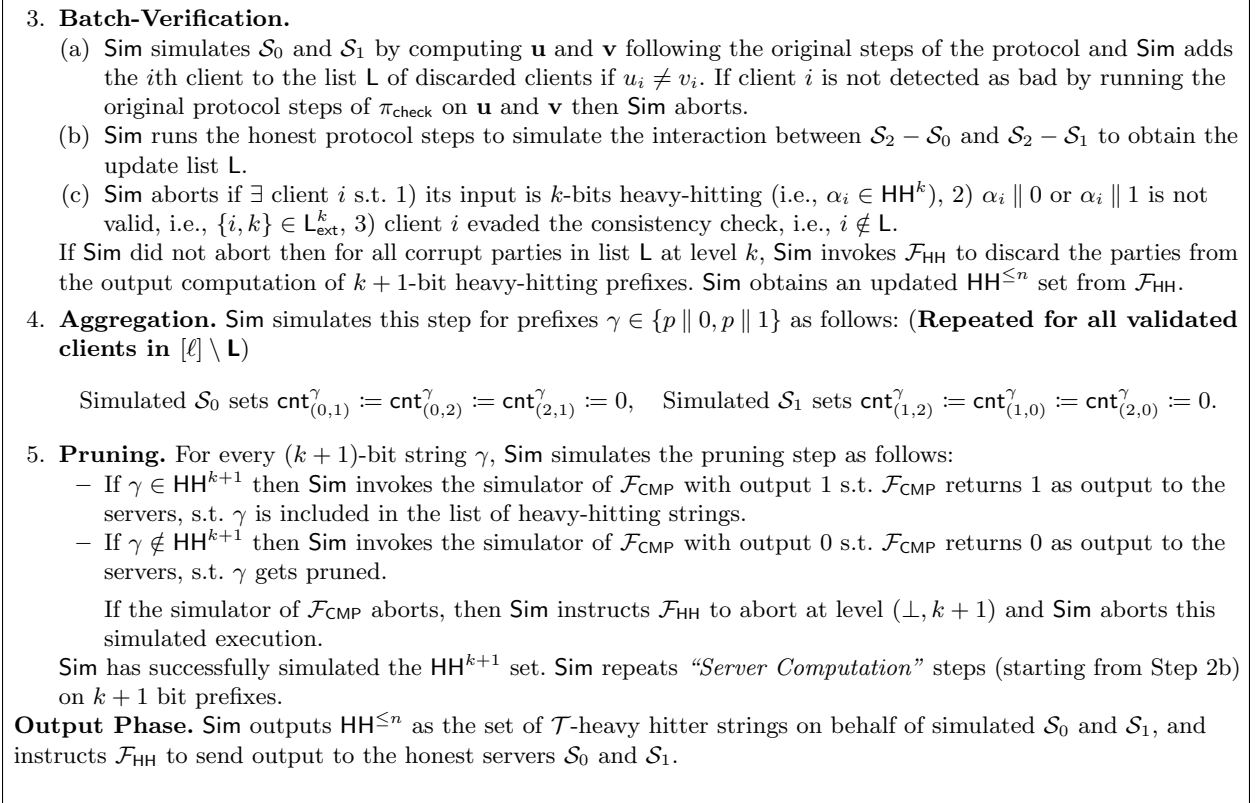 3. Batch-Verification.
(a) Sim simulates 𝒮₀ and 𝒮₁ by computing u and v following the original steps of the protocol and Sim adds
the ith client to the list L of discarded clients if uᵢ ≠ vᵢ. If client i is not detected as bad by running the
original protocol steps of π_check on u and v then Sim aborts.
(b) Sim runs the honest protocol steps to simulate the interaction between 𝒮₂ − 𝒮₀ and 𝒮₂ − 𝒮₁ to obtain the
update list L.
(c) Sim aborts if ∃ client i s.t. 1) its input is k-bits heavy-hitting (i.e., αᵢ ∈ HH^k), 2) αᵢ ∥ 0 or αᵢ ∥ 1 is not
valid, i.e., {i, k} ∈ L^k_ext, 3) client i evaded the consistency check, i.e., i ∉ L.
If Sim did not abort then for all corrupt parties in list L at level k, Sim invokes ℱ_HH to discard the parties from
the output computation of k + 1-bit heavy-hitting prefixes. Sim obtains an updated HH^{≤n} set from ℱ_HH.
4. Aggregation. Sim simulates this step for prefixes γ ∈ {p ∥ 0, p ∥ 1} as follows: (Repeated for all validated
clients in [ℓ] \ L)
Simulated 𝒮₀ sets cnt^γ_(0,1) := cnt^γ_(0,2) := cnt^γ_(2,1) := 0, Simulated 𝒮₁ sets cnt^γ_(1,2) := cnt^γ_(1,0) := cnt^γ_(2,0) := 0.
5. Pruning. For every (k + 1)-bit string γ, Sim simulates the pruning step as follows:
– If γ ∈ HH^{k+1} then Sim invokes the simulator of ℱ_CMP with output 1 s.t. ℱ_CMP returns 1 as output to the
servers, s.t. γ is included in the list of heavy-hitting strings.
– If γ ∉ HH^{k+1} then Sim invokes the simulator of ℱ_CMP with output 0 s.t. ℱ_CMP returns 0 as output to the
servers, s.t. γ gets pruned.
If the simulator of ℱ_CMP aborts, then Sim instructs ℱ_HH to abort at level (⊥, k + 1) and Sim aborts this
simulated execution.
Sim has successfully simulated the HH^{k+1} set. Sim repeats “Server Computation” steps (starting from Step 2b)
on k + 1 bit prefixes.
Output Phase. Sim outputs HH^{≤n} as the set of 𝒯-heavy hitter strings on behalf of simulated 𝒮₀ and 𝒮₁, and
instructs ℱ_HH to send output to the honest servers 𝒮₀ and 𝒮₁.